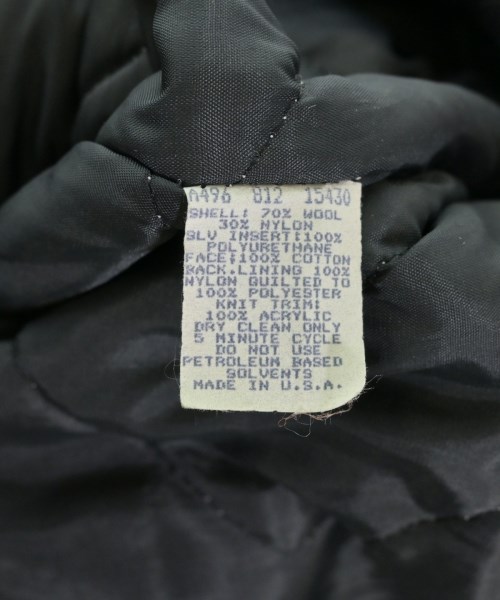 A496 812 15430
SHELL: 70% WOOL
30% NYLON
SLV INSERT:100%
POLYURETHANE
FACE:100% COTTON
BACK.LINING 100%
NYLON QUILTED TO
100% POLYESTER
KNIT TRIM:
100% ACRYLIC
DRY CLEAN ONLY
5 MINUTE CYCLE
DO NOT USE
PETROLEUM BASED
SOLVENTS
MADE IN U.S.A.